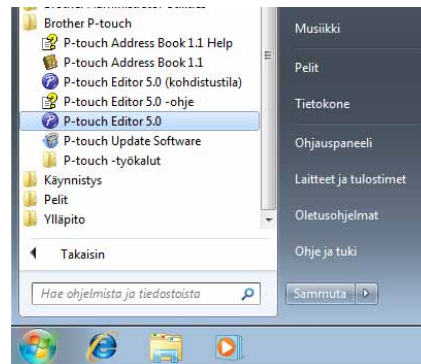 Brother P-touch
P-touch Address Book 1.1 Help
P-touch Address Book 1.1
P-touch Editor 5.0 (kohdistustila)
P-touch Editor 5.0 -ohje
P-touch Editor 5.0
P-touch Update Software
P-touch -työkalut
Käynnistys
Pelit
Ylläpito
Takaisin
Hae ohjelmista ja tiedostoista
Musiikki
Pelit
Tietokone
Ohjauspaneeli
Laitteet ja tulostimet
Oletusohjelmat
Ohje ja tuki
Sammuta